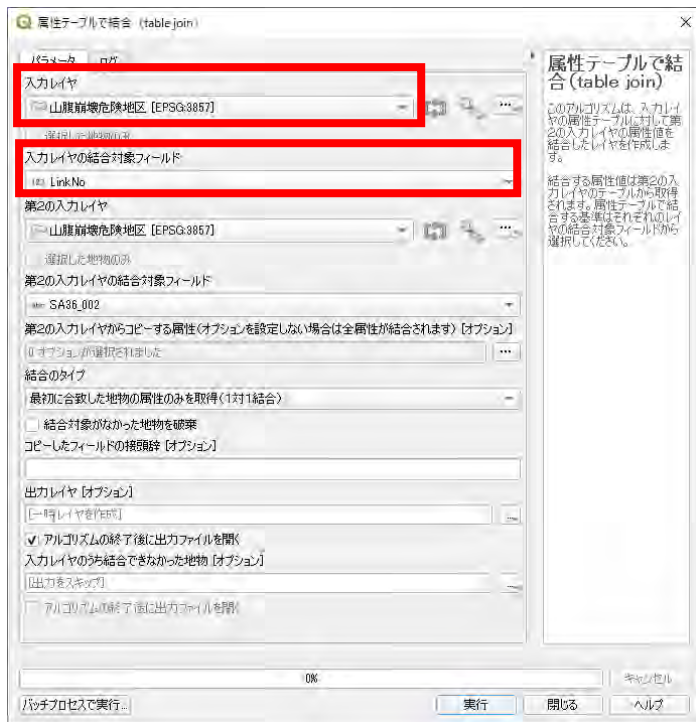 属性テーブルで結合 (table join)
パラメータ ログ
入力レイヤ
山腹崩壊危険地区 [EPSG:3857]
選択した地物のみ
入力レイヤの結合対象フィールド
123 LinkNo
第2の入力レイヤ
山腹崩壊危険地区 [EPSG:3857]
選択した地物のみ
第2の入力レイヤの結合対象フィールド
abc SA36_002
第2の入力レイヤからコピーする属性(オプションを設定しない場合は全属性が結合されます) [オプション]
0 オプションが選択されました
結合のタイプ
最初に合致した地物の属性のみを取得(1対1結合)
結合対象がなかった地物を破棄
コピーしたフィールドの接頭辞 [オプション]
出力レイヤ [オプション]
[一時レイヤを作成]
アルゴリズムの終了後に出力ファイルを開く
入力レイヤのうち結合できなかった地物 [オプション]
[出力をスキップ]
アルゴリズムの終了後に出力ファイルを開く
0%
キャンセル
バッチプロセスで実行...
実行
閉じる
ヘルプ
属性テーブルで結
合 (table join)
このアルゴリズムは、入力レイ
ヤの属性テーブルに対して第
2の入力レイヤの属性値を
結合したレイヤを作成しま
す。
結合する属性値は第2の入
力レイヤのテーブルから取得
されます。属性テーブルで結
合する基準はそれぞれのレイ
ヤの結合対象フィールドから
選択してください。